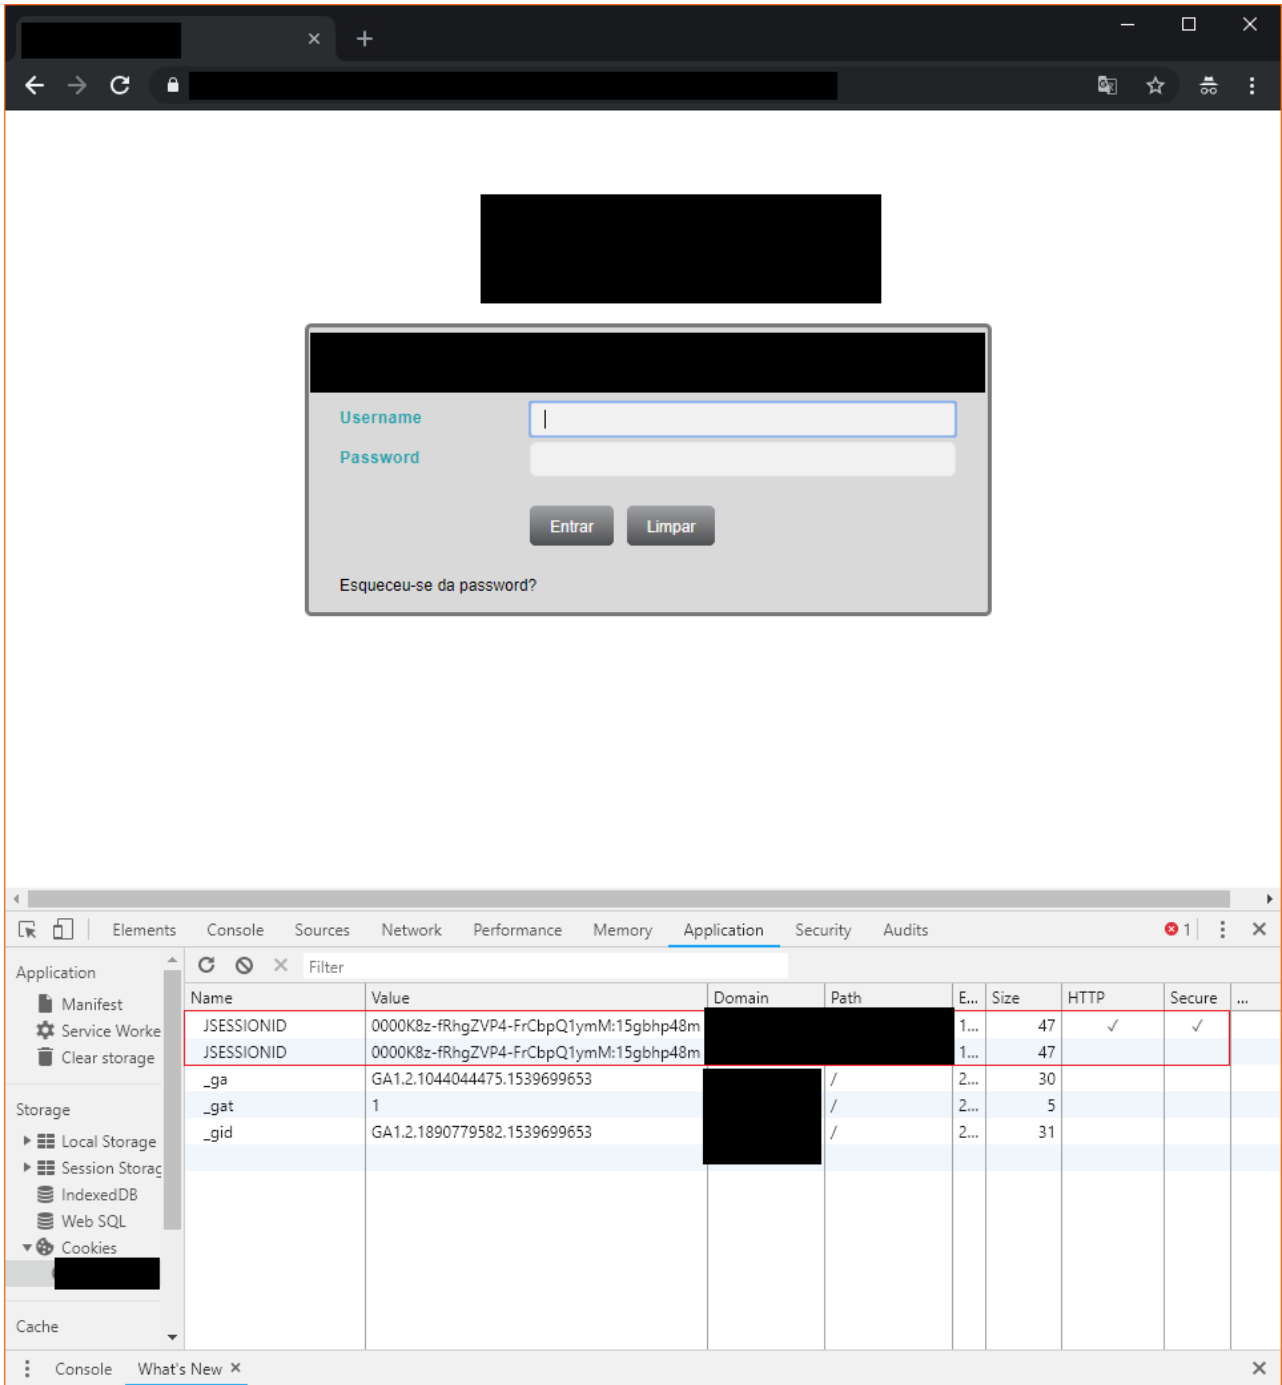 Username
Password
Entrar Limpar
Esqueceu-se da password?
Elements Console Sources Network Performance Memory Application Security Audits 1
Application Filter
Manifest
Service Worke
Clear storage
Storage
Local Storage
Session Storag
IndexedDB
Web SQL
Cookies
Cache
Name Value Domain Path E... Size HTTP Secure ...
JSESSIONID 0000K8z-fRhgZVP4-FrCbpQ1ymM:15gbhp48m 1... 47 ✓ ✓
JSESSIONID 0000K8z-fRhgZVP4-FrCbpQ1ymM:15gbhp48m 1... 47
_ga GA1.2.1044044475.1539699653 / 2... 30
_gat 1 / 2... 5
_gid GA1.2.1890779582.1539699653 / 2... 31
Console What's New